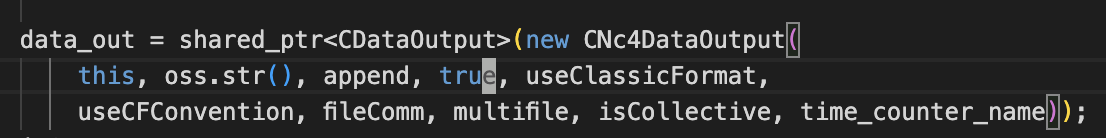 data_out = shared_ptr<CDataOutput>(new CNc4DataOutput(
this, oss.str(), append, true, useClassicFormat,
useCFConvention, fileComm, multifile, isCollective, time_counter_name));